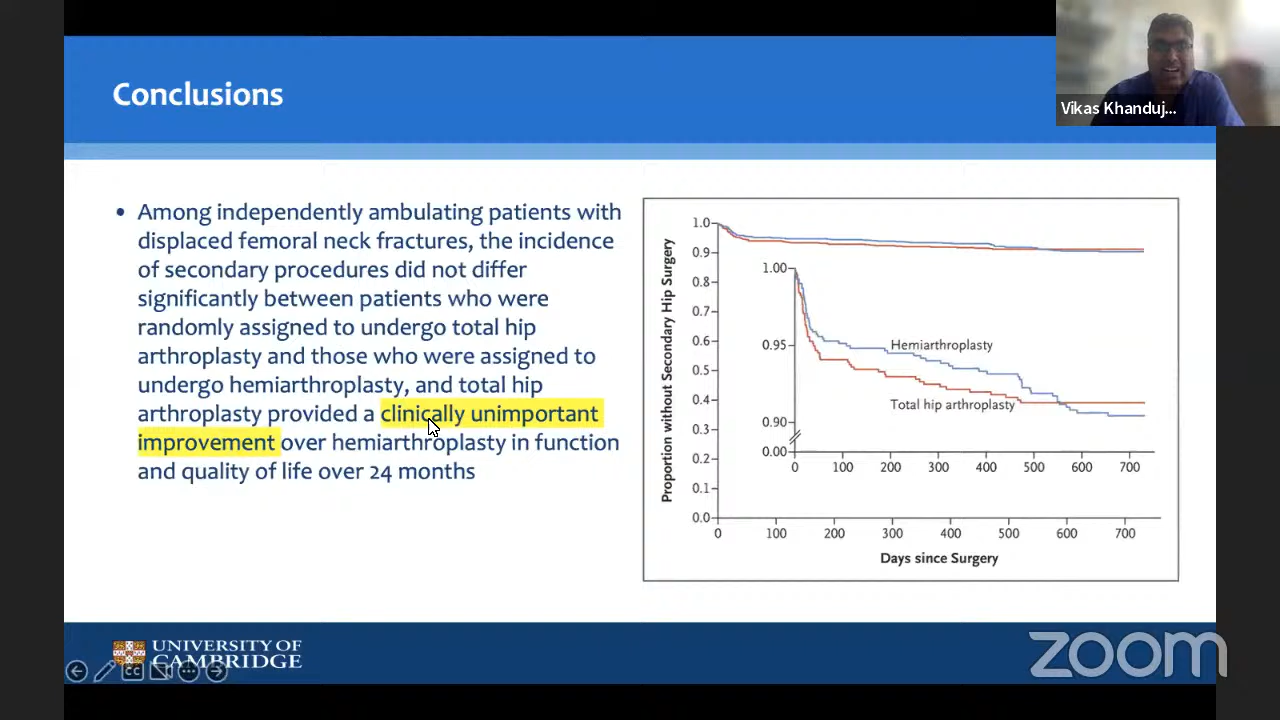 Conclusions
Vikas Khanduj...
• Among independently ambulating patients with
displaced femoral neck fractures, the incidence
of secondary procedures did not differ
significantly between patients who were
randomly assigned to undergo total hip
arthroplasty and those who were assigned to
undergo hemiarthroplasty, and total hip
arthroplasty provided a clinically unimportant
improvement over hemiarthroplasty in function
and quality of life over 24 months
Proportion without Secondary Hip Surgery
1.0
0.9
0.8
0.7
0.6
0.5
0.4
0.3
0.2
0.1
0.0
0 100 200 300 400 500 600 700
Days since Surgery
1.00
0.95
0.90
0.00
0 100 200 300 400 500 600 700
Hemiarthroplasty
Total hip arthroplasty
UNIVERSITY OF
CAMBRIDGE
CC
zoom